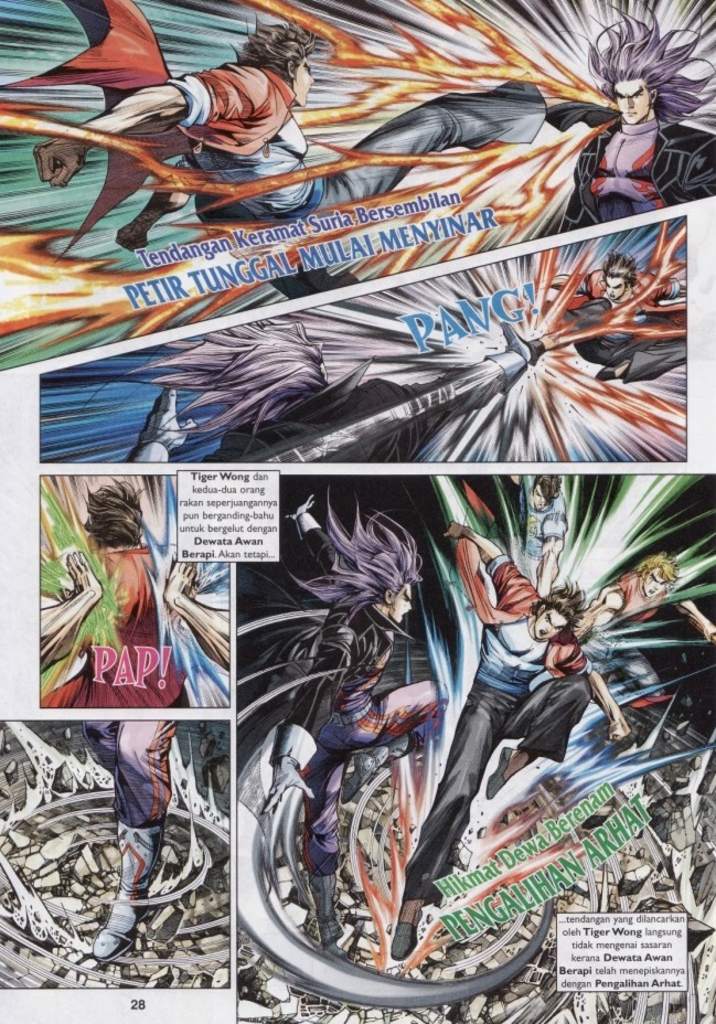 Tendangan Keramat Suria Bersembilan
PETIR TUNGGAL MULAI MENYINAR
PANG!
Tiger Wong dan
kedua-dua orang
rakan seperjuangannya
pun berganding-bahu
untuk bergelut dengan
Dewata Awan
Berapi. Akan tetapi...
PAP!
Hikmat Dewa Berenam
PENGALIHAN ARHAT
...tendangan yang dilancarkan
oleh Tiger Wong langsung
tidak mengenai sasaran
kerana Dewata Awan
Berapi telah menepiskannya
dengan Pengalihan Arhat.
28